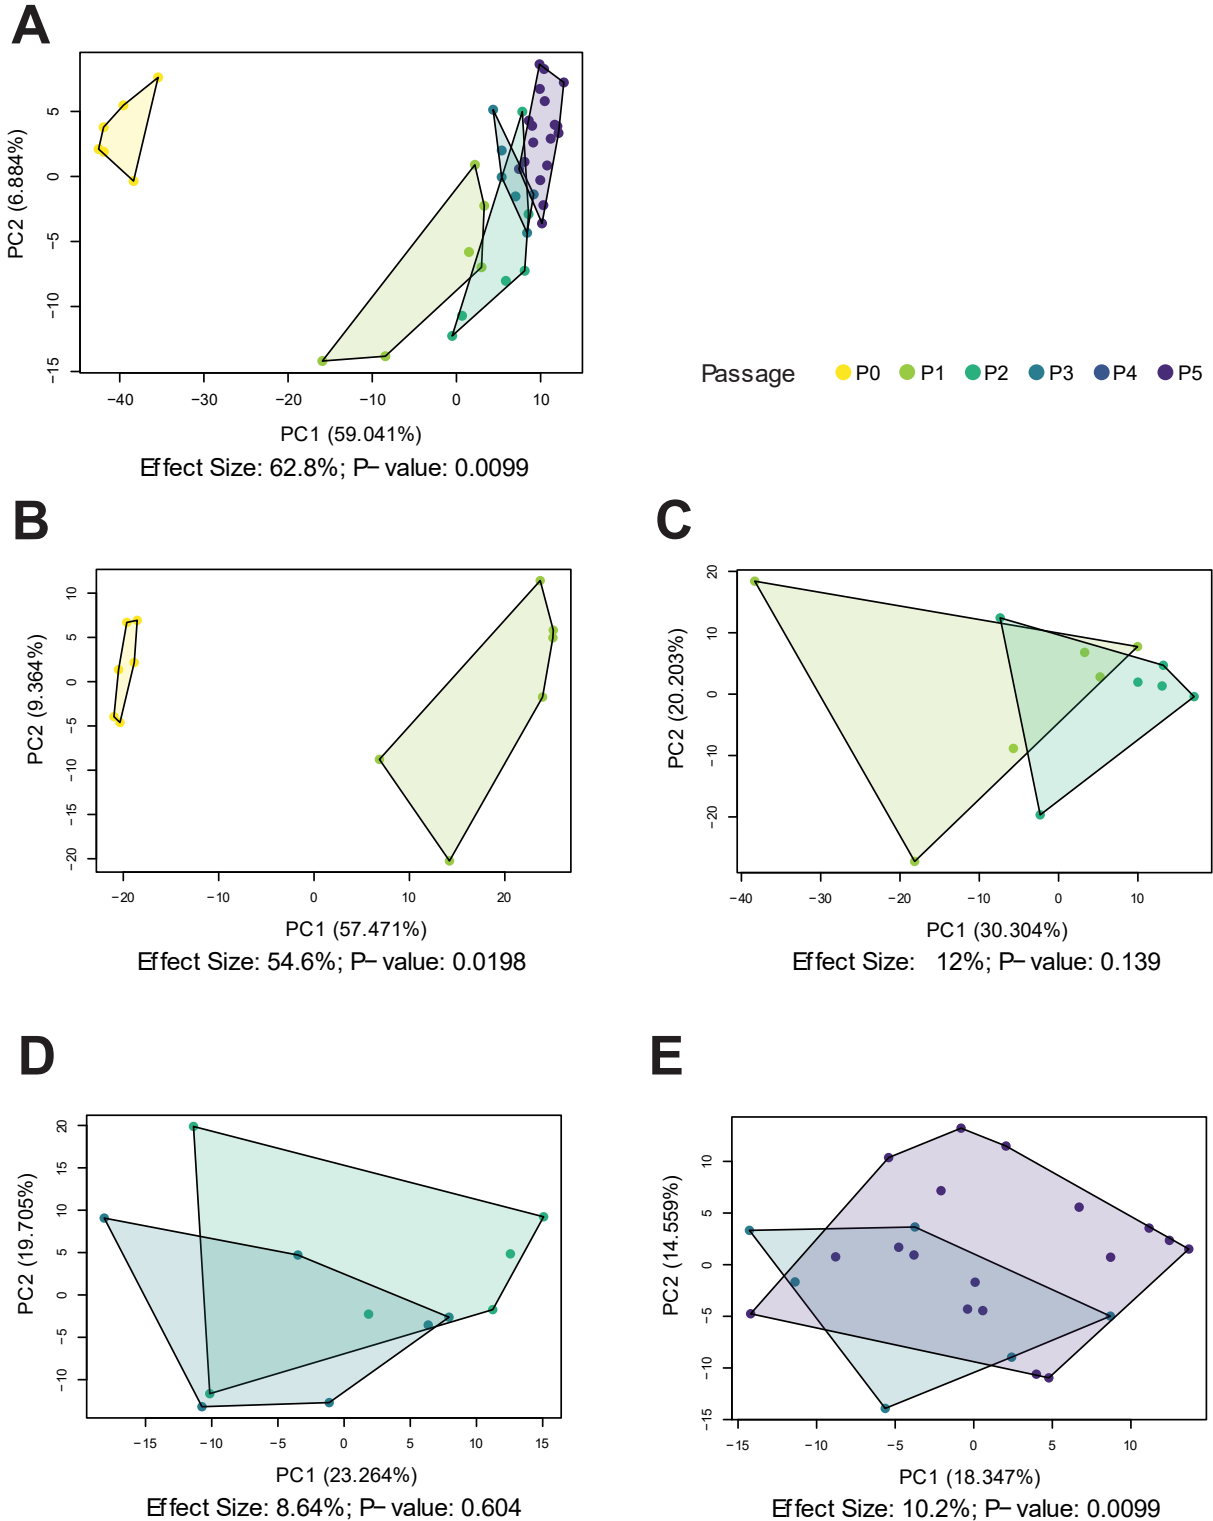 A
PC2 (6.884%)
5
0
−5
−10
−15
−40 −30 −20 −10 0 10
PC1 (59.041%)
Effect Size: 62.8%; P−value: 0.0099
Passage P0 P1 P2 P3 P4 P5
B
PC2 (9.364%)
10
5
0
−5
−10
−15
−20
−20 −10 0 10 20
PC1 (57.471%)
Effect Size: 54.6%; P−value: 0.0198
C
PC2 (20.203%)
20
10
0
−10
−20
−40 −30 −20 −10 0 10
PC1 (30.304%)
Effect Size: 12%; P−value: 0.139
D
PC2 (19.705%)
20
15
10
5
0
−5
−10
−15 −10 −5 0 5 10 15
PC1 (23.264%)
Effect Size: 8.64%; P−value: 0.604
E
PC2 (14.559%)
10
5
0
−5
−10
−15
−15 −10 −5 0 5 10
PC1 (18.347%)
Effect Size: 10.2%; P−value: 0.0099